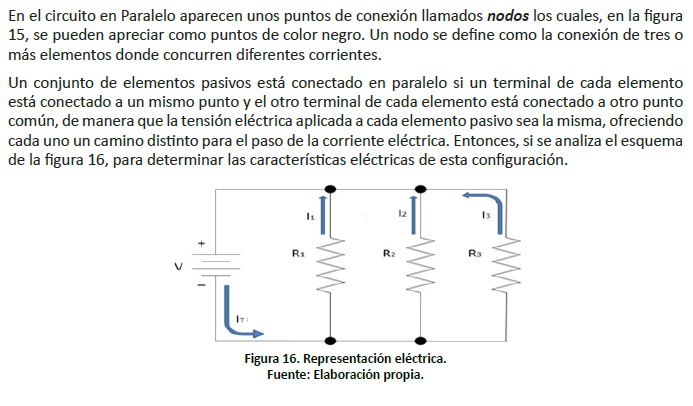 En el circuito en Paralelo aparecen unos puntos de conexión llamados nodos los cuales, en la figura
15, se pueden apreciar como puntos de color negro. Un nodo se define como la conexión de tres o
más elementos donde concurren diferentes corrientes.
Un conjunto de elementos pasivos está conectado en paralelo si un terminal de cada elemento
está conectado a un mismo punto y el otro terminal de cada elemento está conectado a otro punto
común, de manera que la tensión eléctrica aplicada a cada elemento pasivo sea la misma, ofreciendo
cada uno un camino distinto para el paso de la corriente eléctrica. Entonces, si se analiza el esquema
de la figura 16, para determinar las características eléctricas de esta configuración.
I1 I2 I3
+
R1 R2 R3
V
–
IT
Figura 16. Representación eléctrica.
Fuente: Elaboración propia.